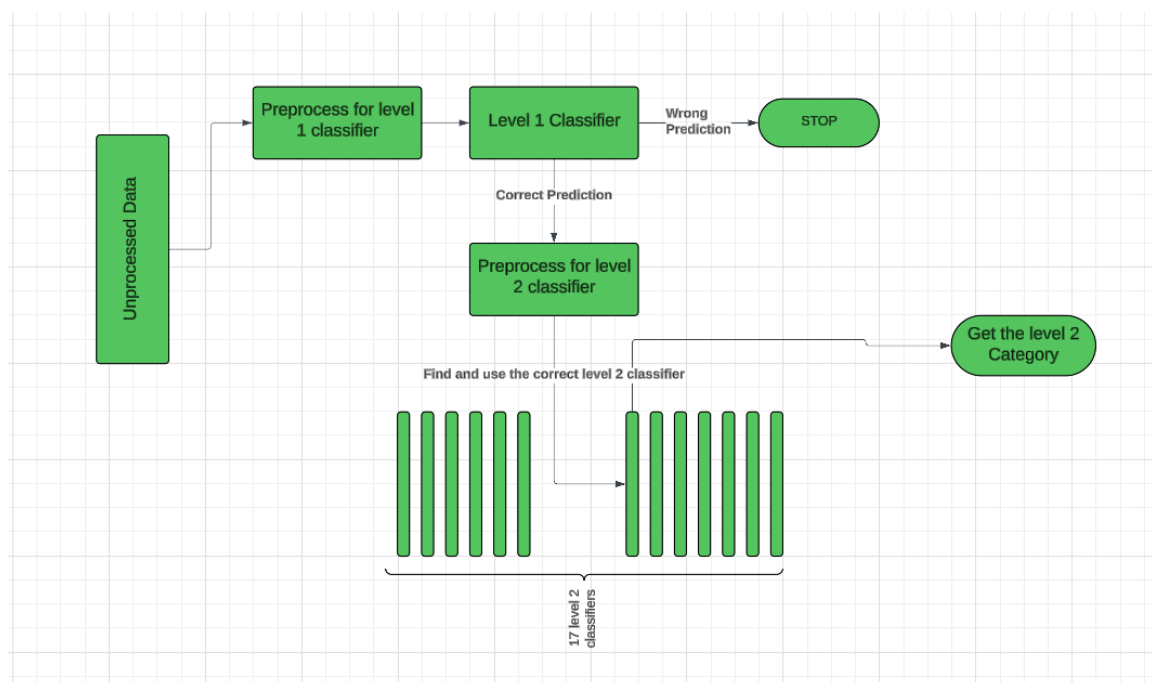 Preprocess for level
1 classifier
Level 1 Classifier
Wrong
Prediction
STOP
Unprocessed Data
Correct Prediction
Preprocess for level
2 classifier
Get the level 2
Category
Find and use the correct level 2 classifier
17 level 2
classifiers